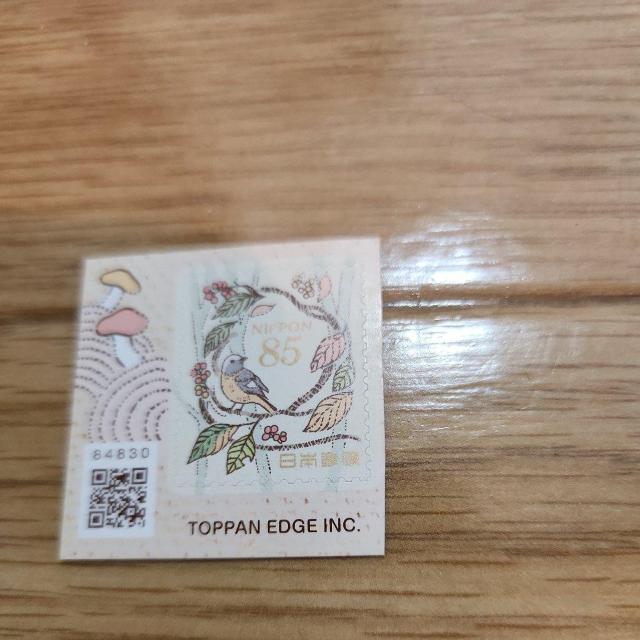 NIPPON
85
日本郵便
84830
TOPPAN EDGE INC.